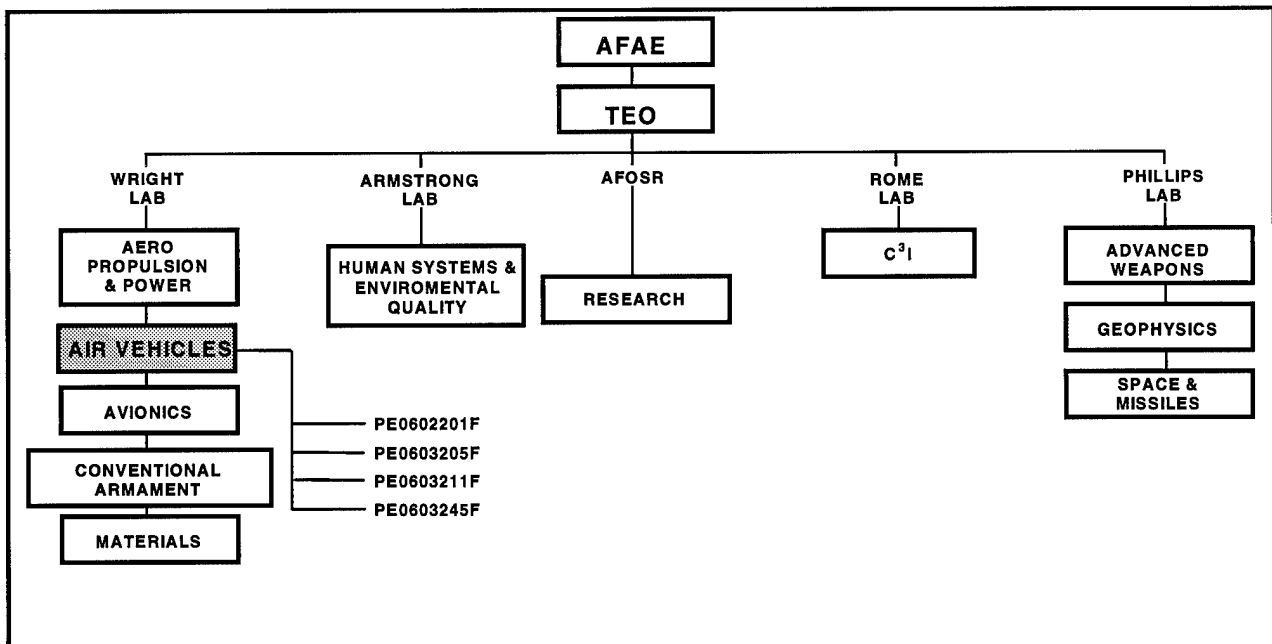 AFAE
TEO
WRIGHT
LAB
AERO
PROPULSION
& POWER
AIR VEHICLES
AVIONICS
CONVENTIONAL
ARMAMENT
MATERIALS
PE0602201F
PE0603205F
PE0603211F
PE0603245F
ARMSTRONG
LAB
HUMAN SYSTEMS &
ENVIROMENTAL
QUALITY
AFOSR
RESEARCH
ROME
LAB
C³I
PHILLIPS
LAB
ADVANCED
WEAPONS
GEOPHYSICS
SPACE &
MISSILES